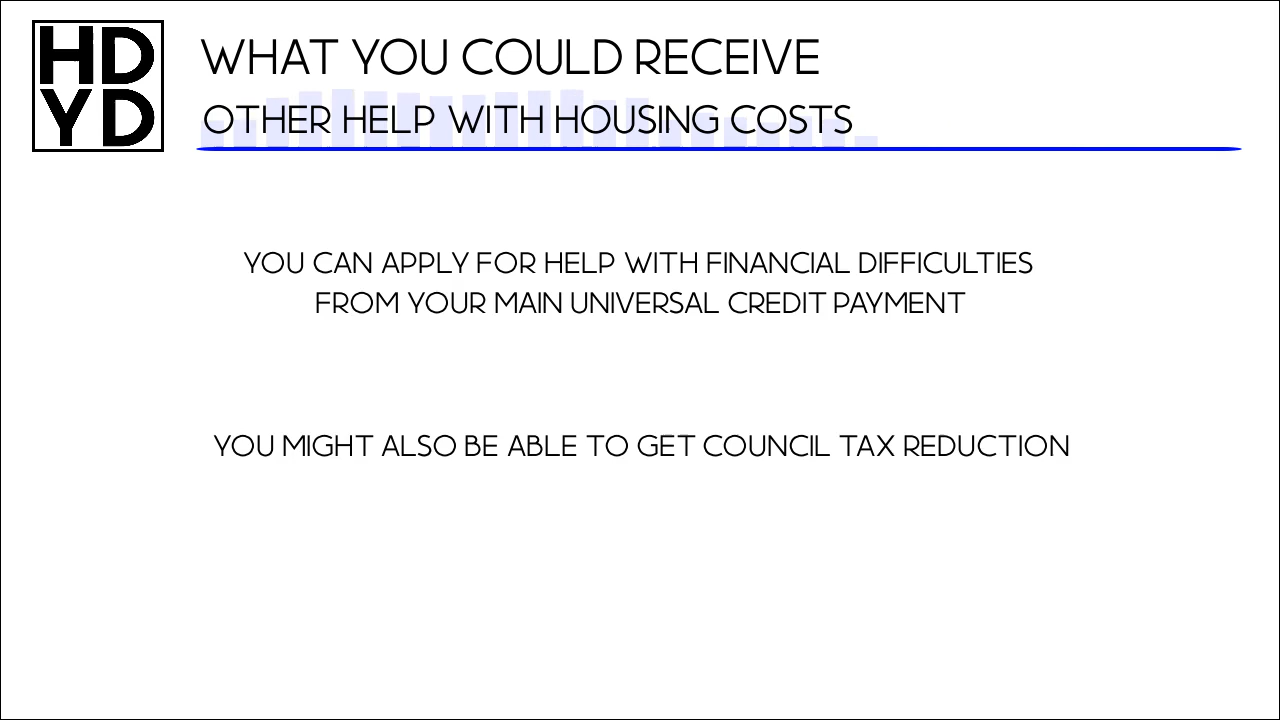 HD
YD
WHAT YOU COULD RECEIVE
OTHER HELP WITH HOUSING COSTS
YOU CAN APPLY FOR HELP WITH FINANCIAL DIFFICULTIES
FROM YOUR MAIN UNIVERSAL CREDIT PAYMENT
YOU MIGHT ALSO BE ABLE TO GET COUNCIL TAX REDUCTION